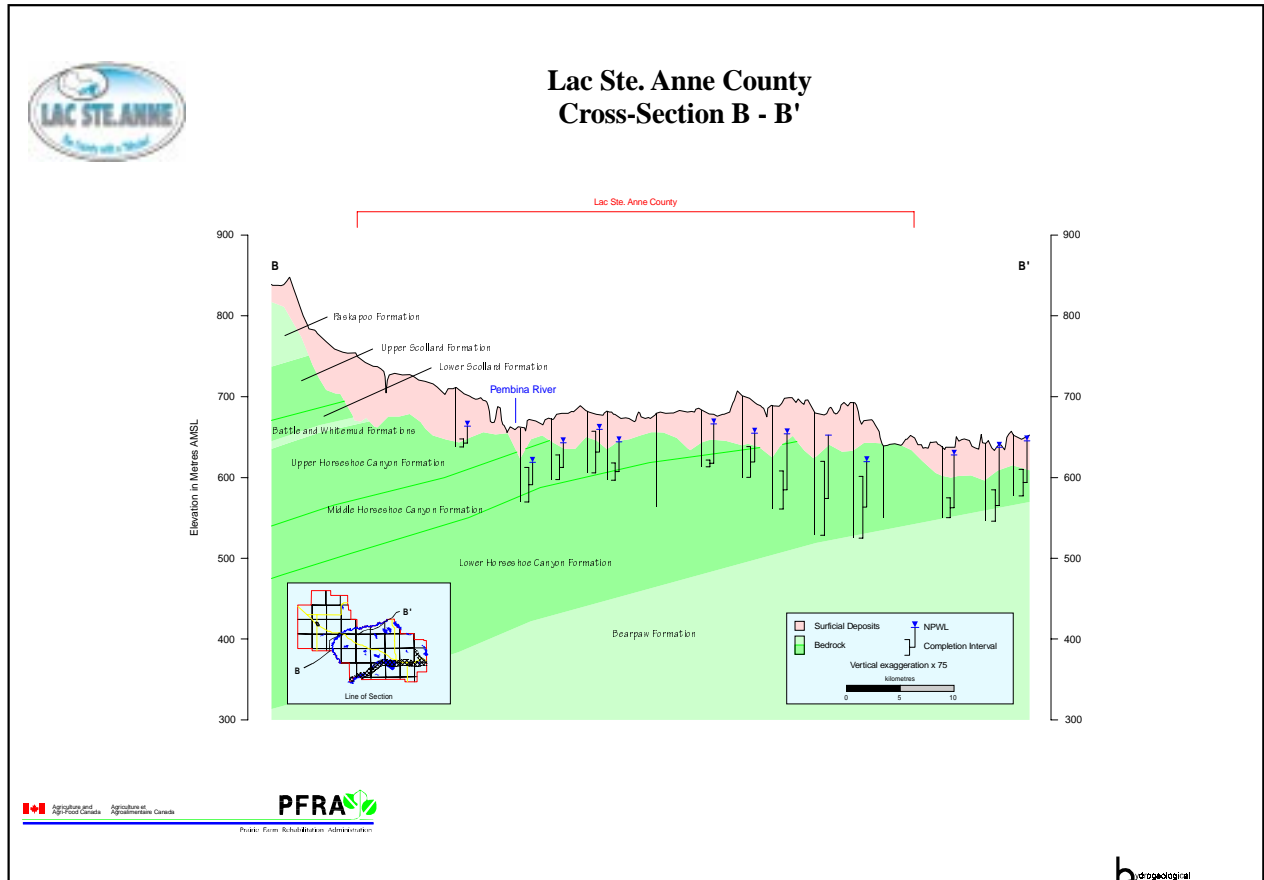 Lac Ste. Anne County
Cross-Section B - B'
LAC STE. ANNE
Lac Ste. Anne County
900
900
B
B'
800
800
Paskapoo Formation
Upper Scollard Formation
Lower Scollard Formation
700
700
Pembina River
Battle and Whitemud Formations
Upper Horseshoe Canyon Formation
600
600
Middle Horseshoe Canyon Formation
Elevation in Metres AMSL
500
500
Lower Horseshoe Canyon Formation
Bearpaw Formation
400
400
300
300
B'
B
Line of Section
Surficial Deposits
NPWL
Bedrock
Completion Interval
Vertical exaggeration x 75
kilometres
0 5 10
Agriculture and Agriculture et
Agri-Food Canada Agroalimentaire Canada
PFRA
Prairie Farm Rehabilitation Administration
hydrogeological